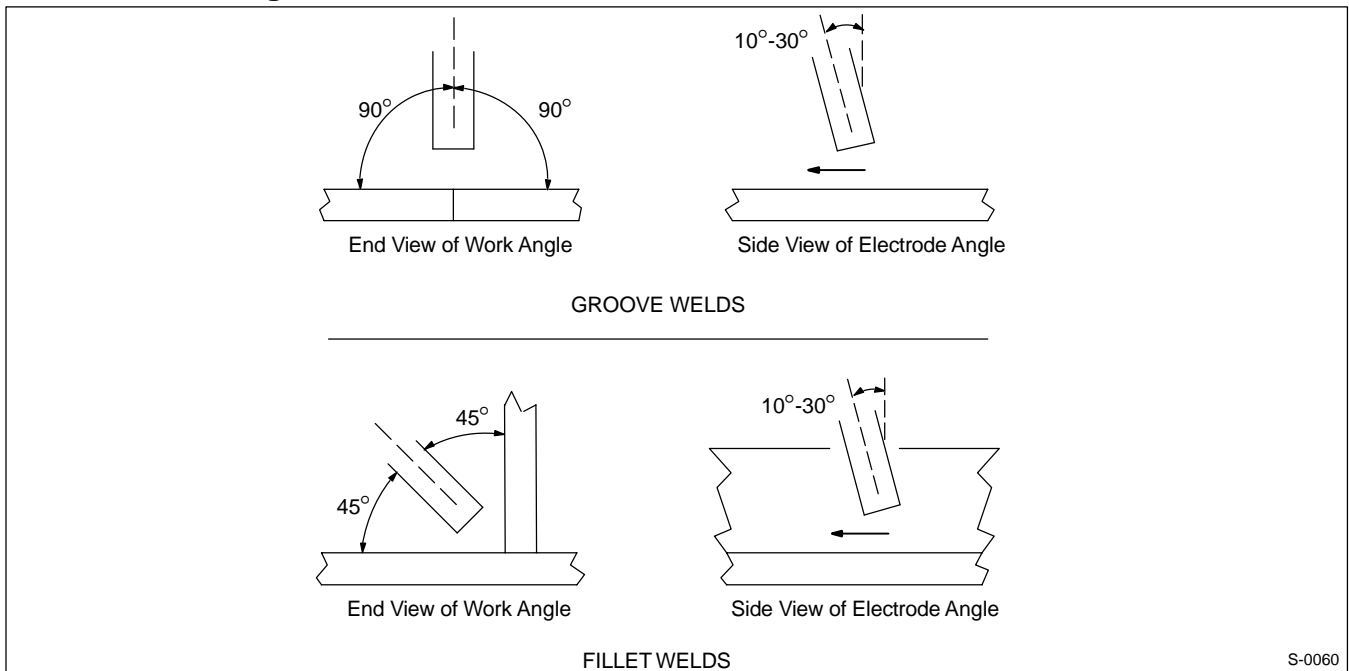 90°
90°
End View of Work Angle
10°-30°
Side View of Electrode Angle
GROOVE WELDS
45°
45°
End View of Work Angle
10°-30°
Side View of Electrode Angle
FILLET WELDS
S-0060